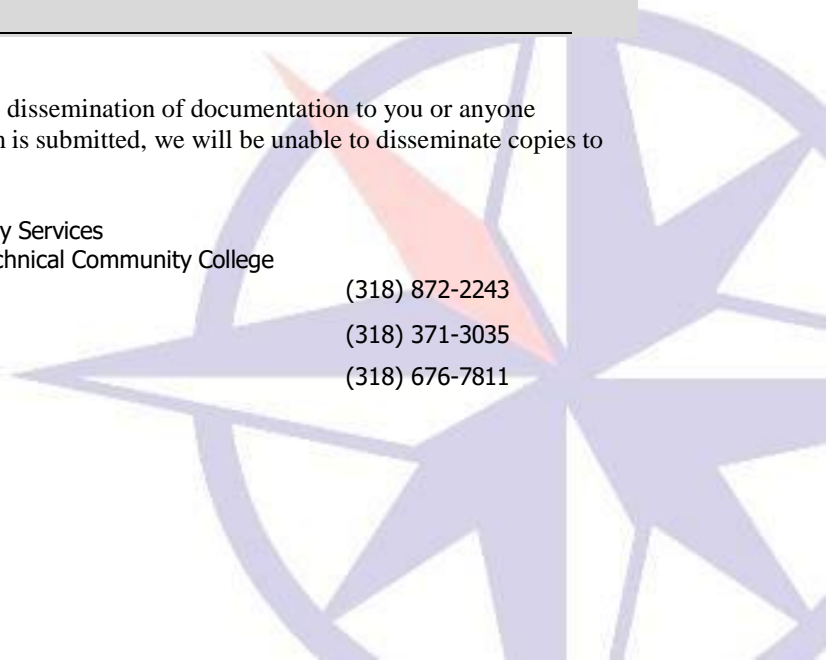 dissemination of documentation to you or anyone
is submitted, we will be unable to disseminate copies to
Services
Community College
(318) 872-2243
(318) 371-3035
(318) 676-7811